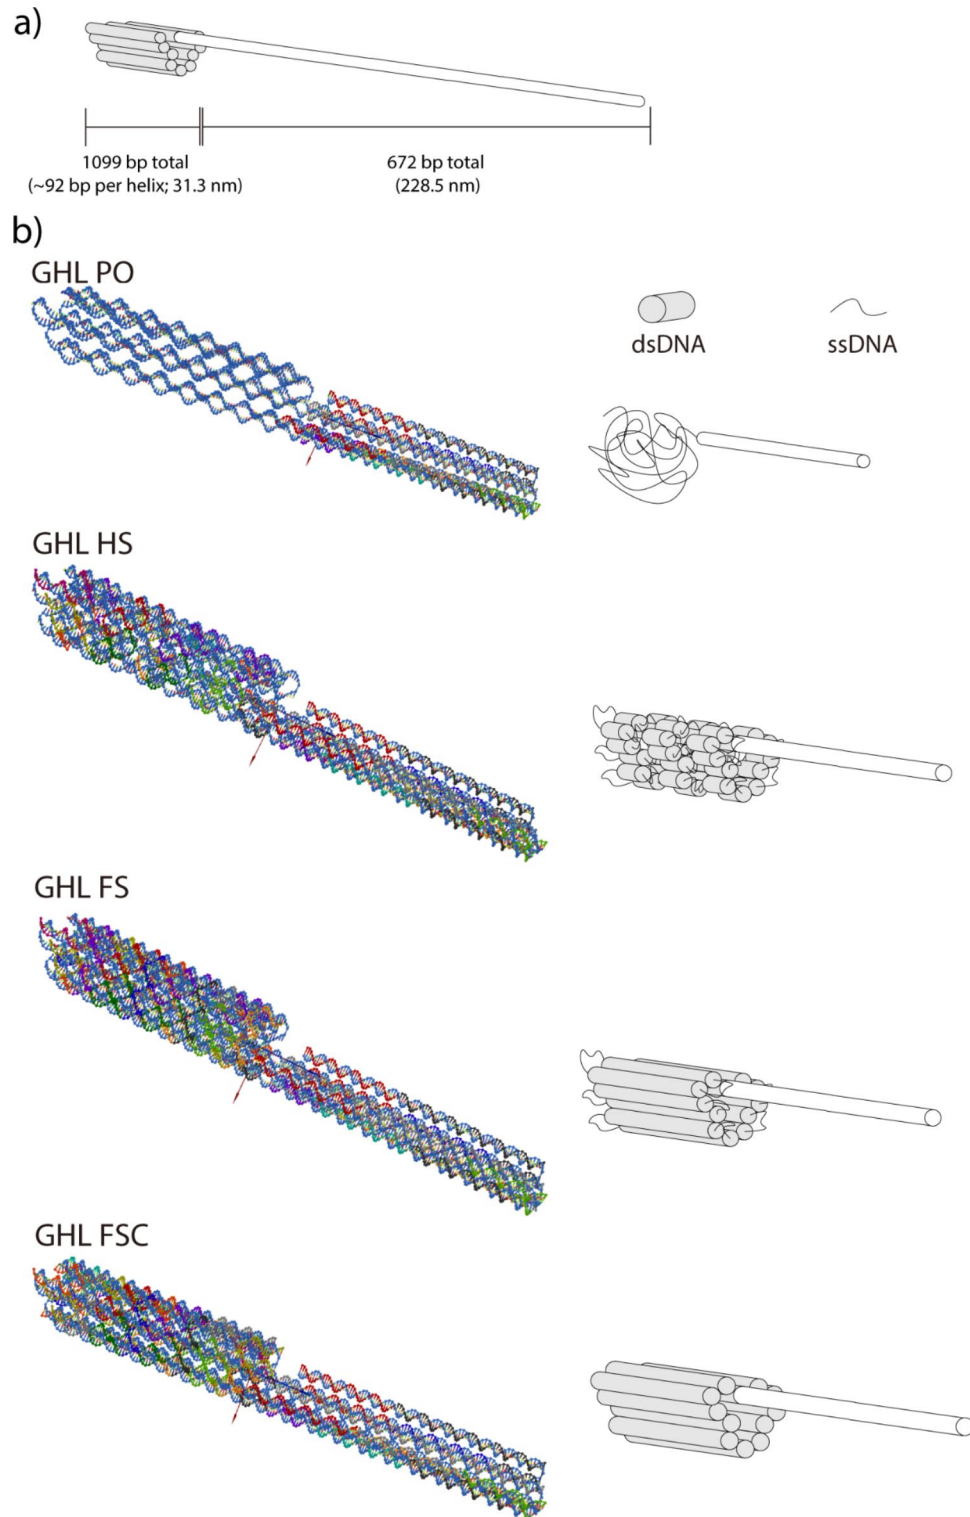 a)
1099 bp total
(~92 bp per helix; 31.3 nm)
672 bp total
(228.5 nm)
b)
GHL PO
dsDNA
ssDNA
GHL HS
GHL FS
GHL FSC